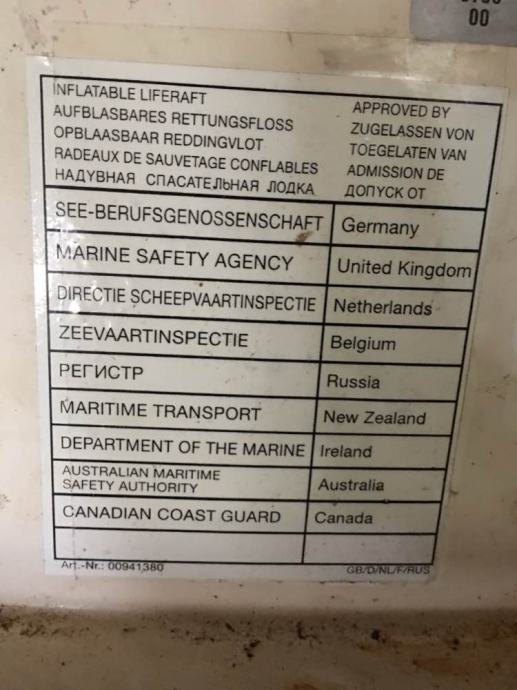 00
INFLATABLE LIFERAFT
AUFBLASBARES RETTUNGSFLOSS
OPBLAASBAAR REDDINGVLOT
RADEAUX DE SAUVETAGE CONFLABLES
НАДУВНАЯ СПАСАТЕЛЬНАЯ ЛОДКА
APPROVED BY
ZUGELASSEN VON
TOEGELATEN VAN
ADMISSION DE
ДОПУСК ОТ
SEE-BERUFSGENOSSENSCHAFT Germany
MARINE SAFETY AGENCY United Kingdom
DIRECTIE SCHEEPVAARTINSPECTIE Netherlands
ZEEVAARTINSPECTIE Belgium
РЕГИСТР Russia
MARITIME TRANSPORT New Zealand
DEPARTMENT OF THE MARINE Ireland
AUSTRALIAN MARITIME
SAFETY AUTHORITY Australia
CANADIAN COAST GUARD Canada
Art.-Nr.: 00941380 GB/D/NL/F/RUS